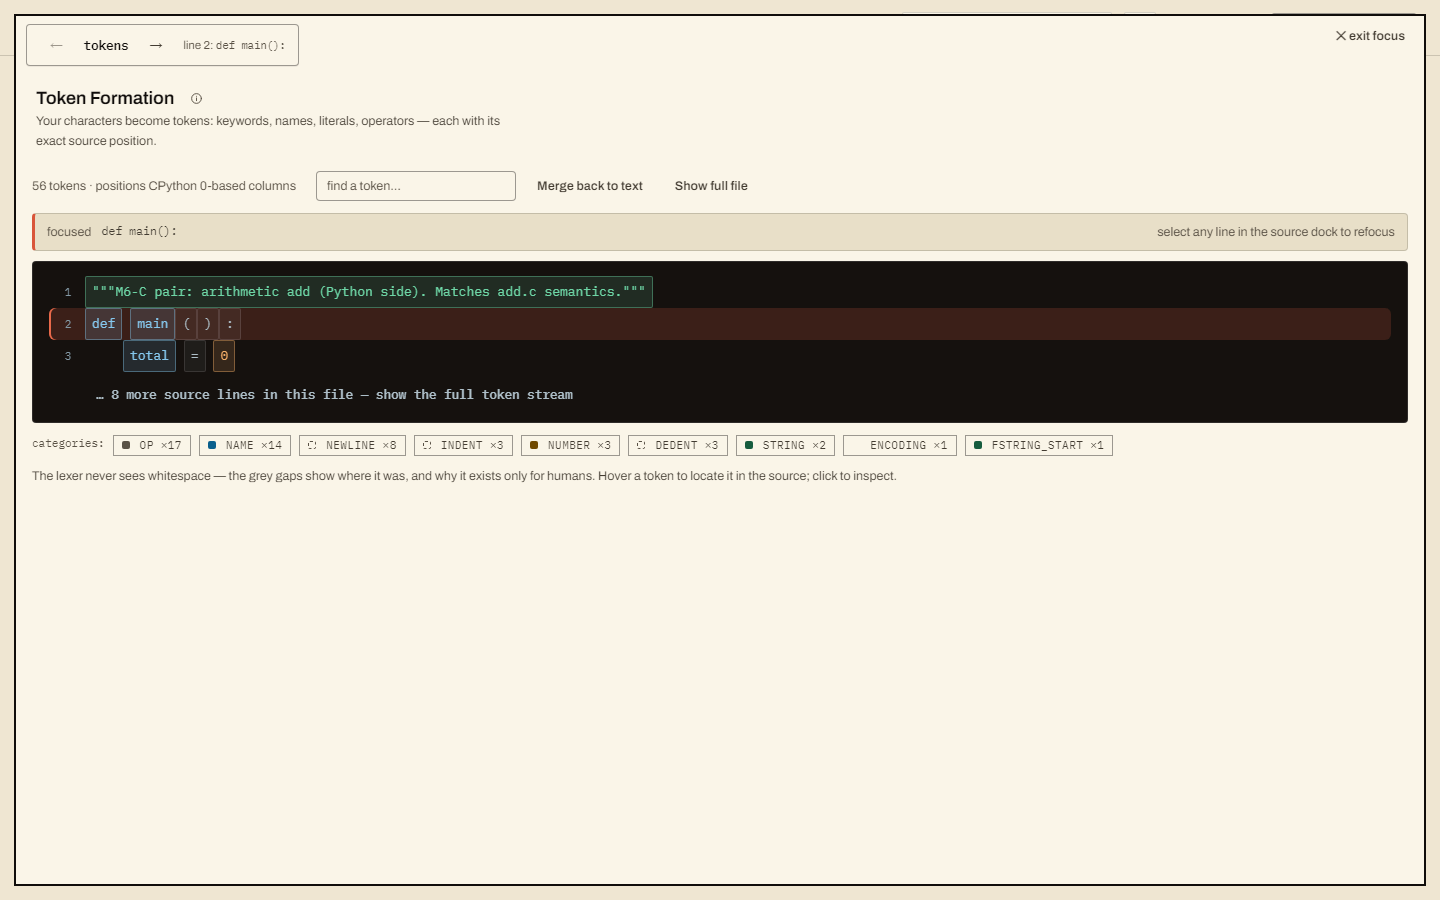 ← tokens → line 2: def main():
✕ exit focus
Token Formation ⓘ
Your characters become tokens: keywords, names, literals, operators — each with its
exact source position.
56 tokens · positions CPython 0-based columns
find a token...
Merge back to text
Show full file
focused def main():
select any line in the source dock to refocus
1 """M6-C pair: arithmetic add (Python side). Matches add.c semantics."""
2 def main ( ) :
3 total = 0
… 8 more source lines in this file — show the full token stream
categories: OP ×17 NAME ×14 NEWLINE ×8 INDENT ×3 NUMBER ×3 DEDENT ×3 STRING ×2 ENCODING ×1 FSTRING_START ×1
The lexer never sees whitespace — the grey gaps show where it was, and why it exists only for humans. Hover a token to locate it in the source; click to inspect.